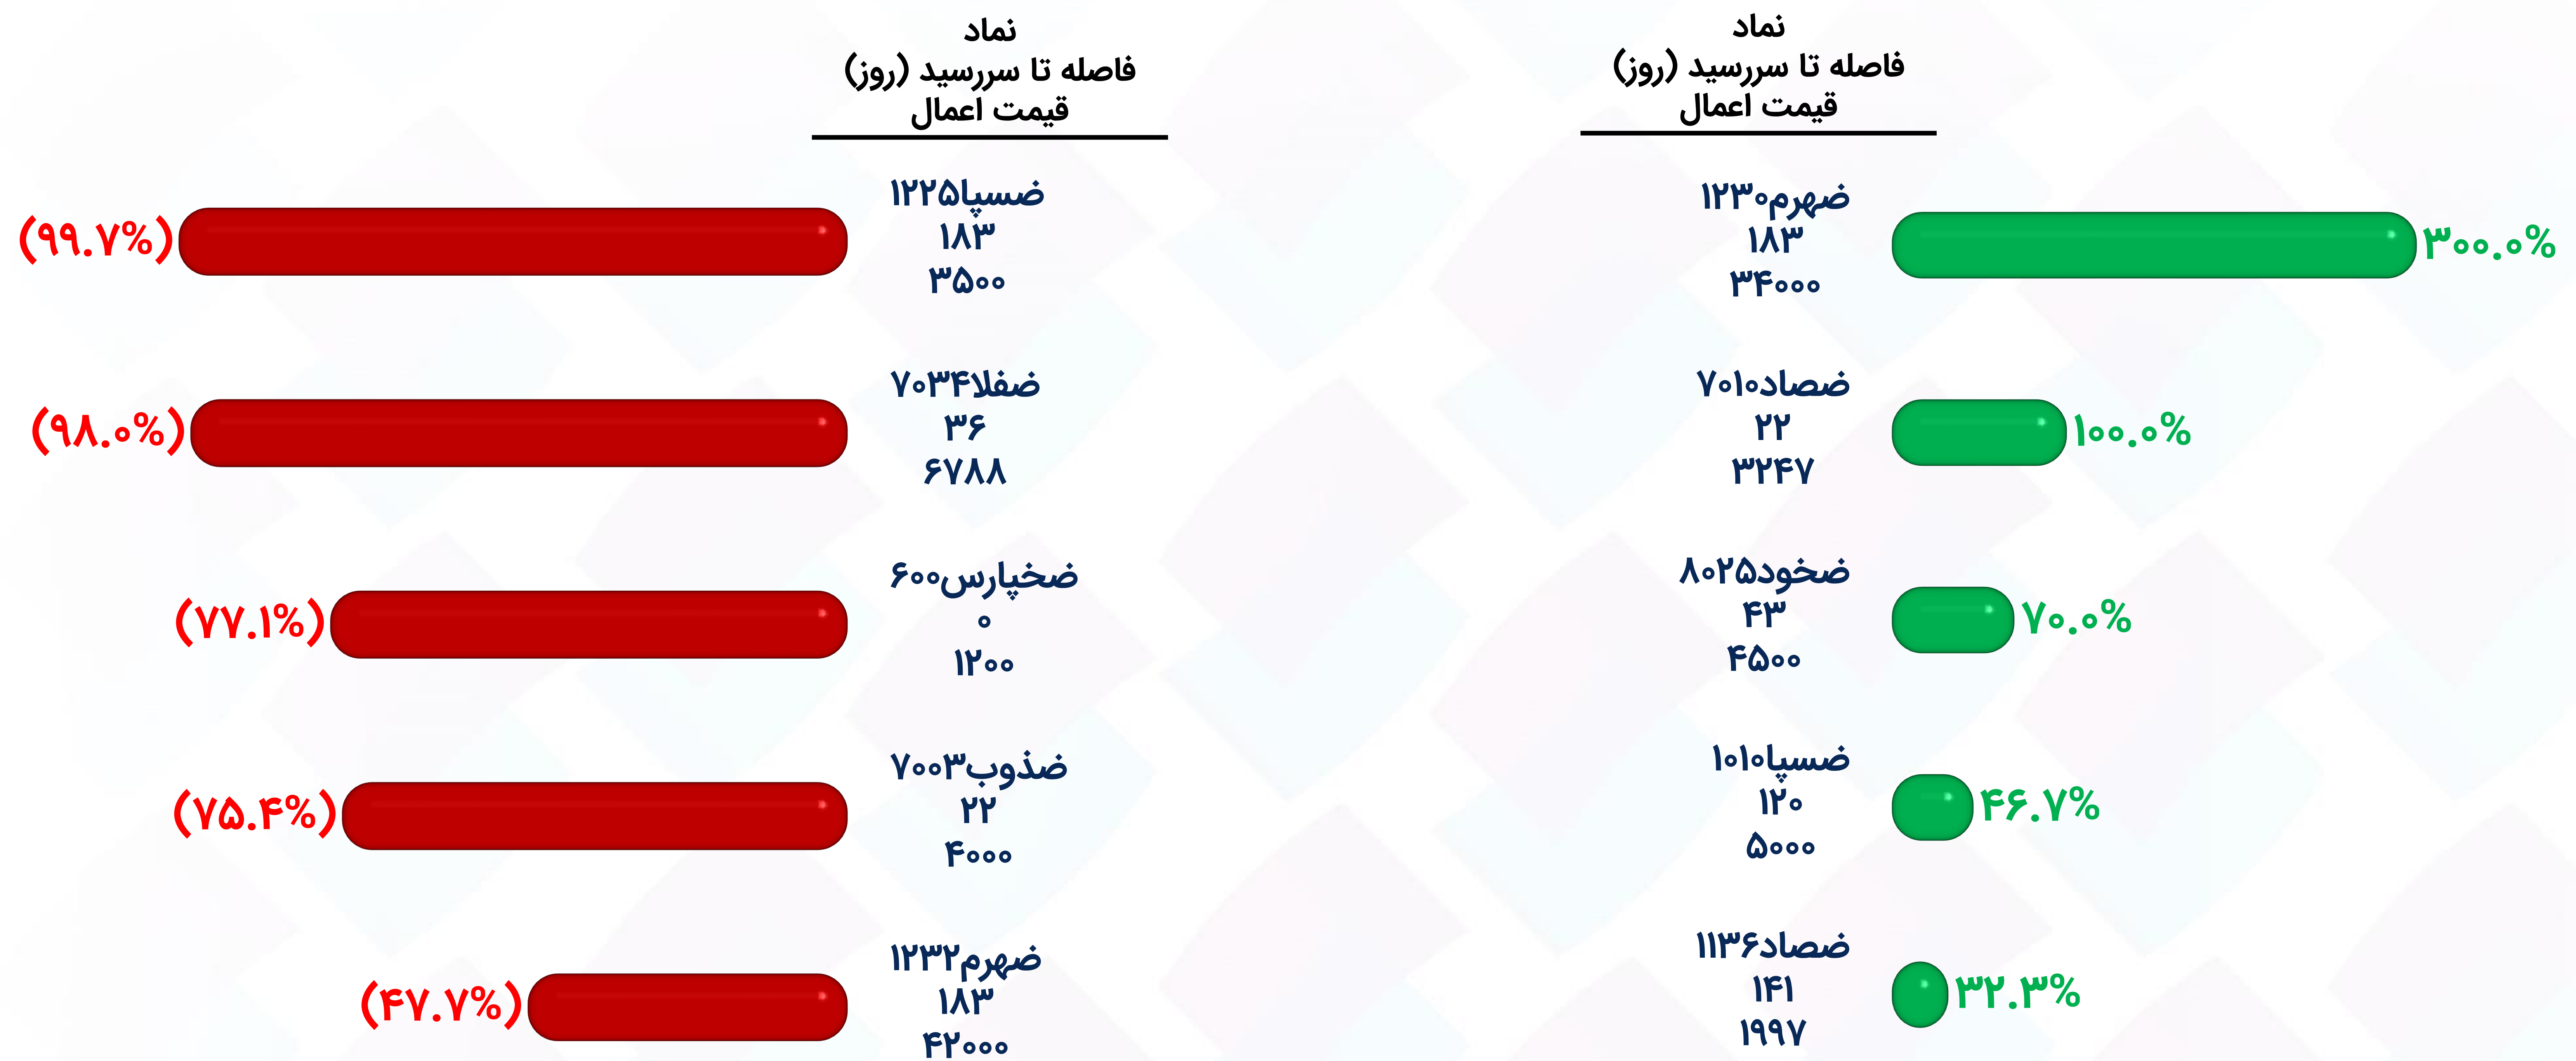 نماد
فاصله تا سررسید (روز)
قیمت اعمال
ضهرم۱۲۳۰
۱۸۳
۳۴۰۰۰
۳۰۰.۰%
ضصاد۷۰۱۰
۲۲
۳۲۴۷
۱۰۰.۰%
ضخود۸۰۲۵
۴۳
۴۵۰۰
۷۰.۰%
ضسپا۱۰۱۰
۱۲۰
۵۰۰۰
۴۶.۷%
ضصاد۱۱۳۶
۱۴۱
۱۹۹۷
۳۲.۳%
نماد
فاصله تا سررسید (روز)
قیمت اعمال
ضسپا۱۲۲۵
۱۸۳
۳۵۰۰
(۹۹.۷%)
ضفلا۷۰۳۴
۳۶
۶۷۸۸
(۹۸.۰%)
ضخپارس۶۰۰
۰
۱۲۰۰
(۷۷.۱%)
ضذوب۷۰۰۳
۲۲
۴۰۰۰
(۷۵.۴%)
ضهرم۱۲۳۲
۱۸۳
۴۲۰۰۰
(۴۷.۷%)